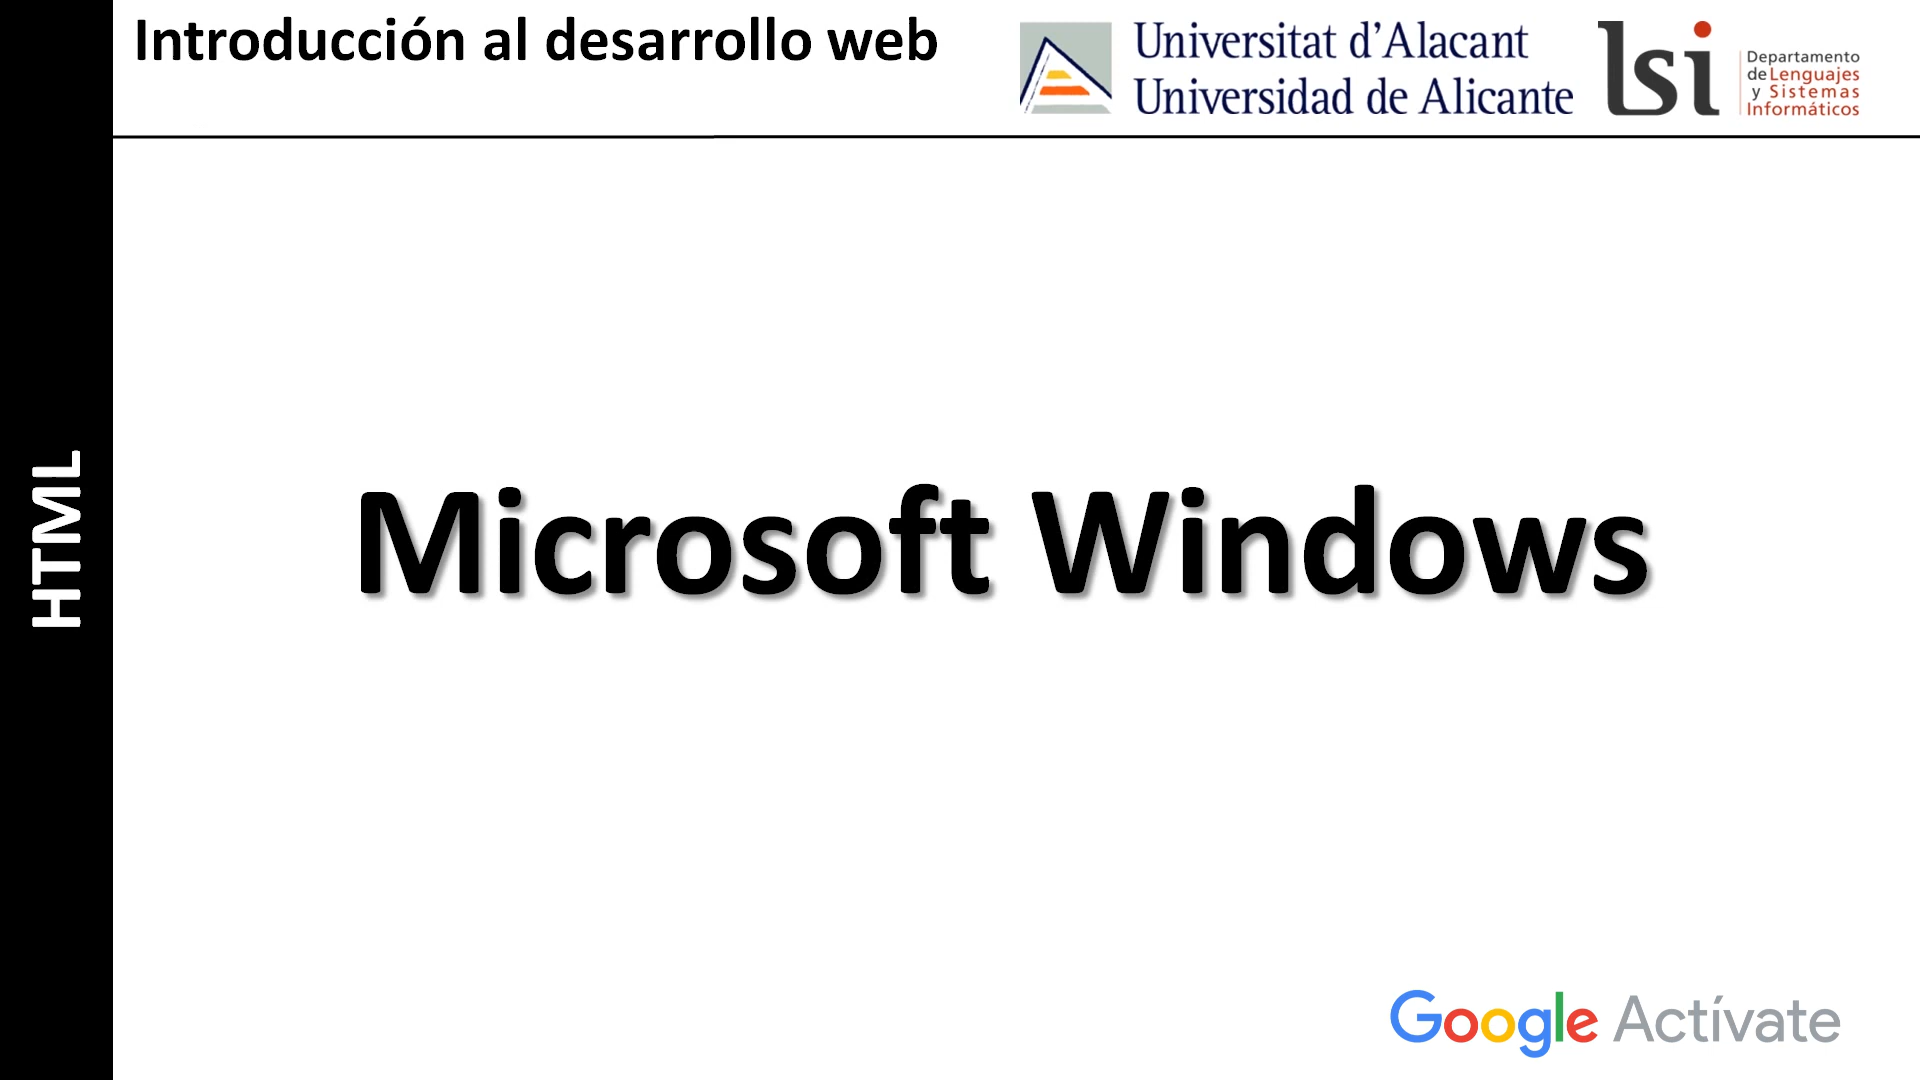 Introducción al desarrollo web
Universitat d’Alacant
Universidad de Alicante
lsi
Departamento
de Lenguajes
y Sistemas
Informáticos
HTML
Microsoft Windows
Google Actívate